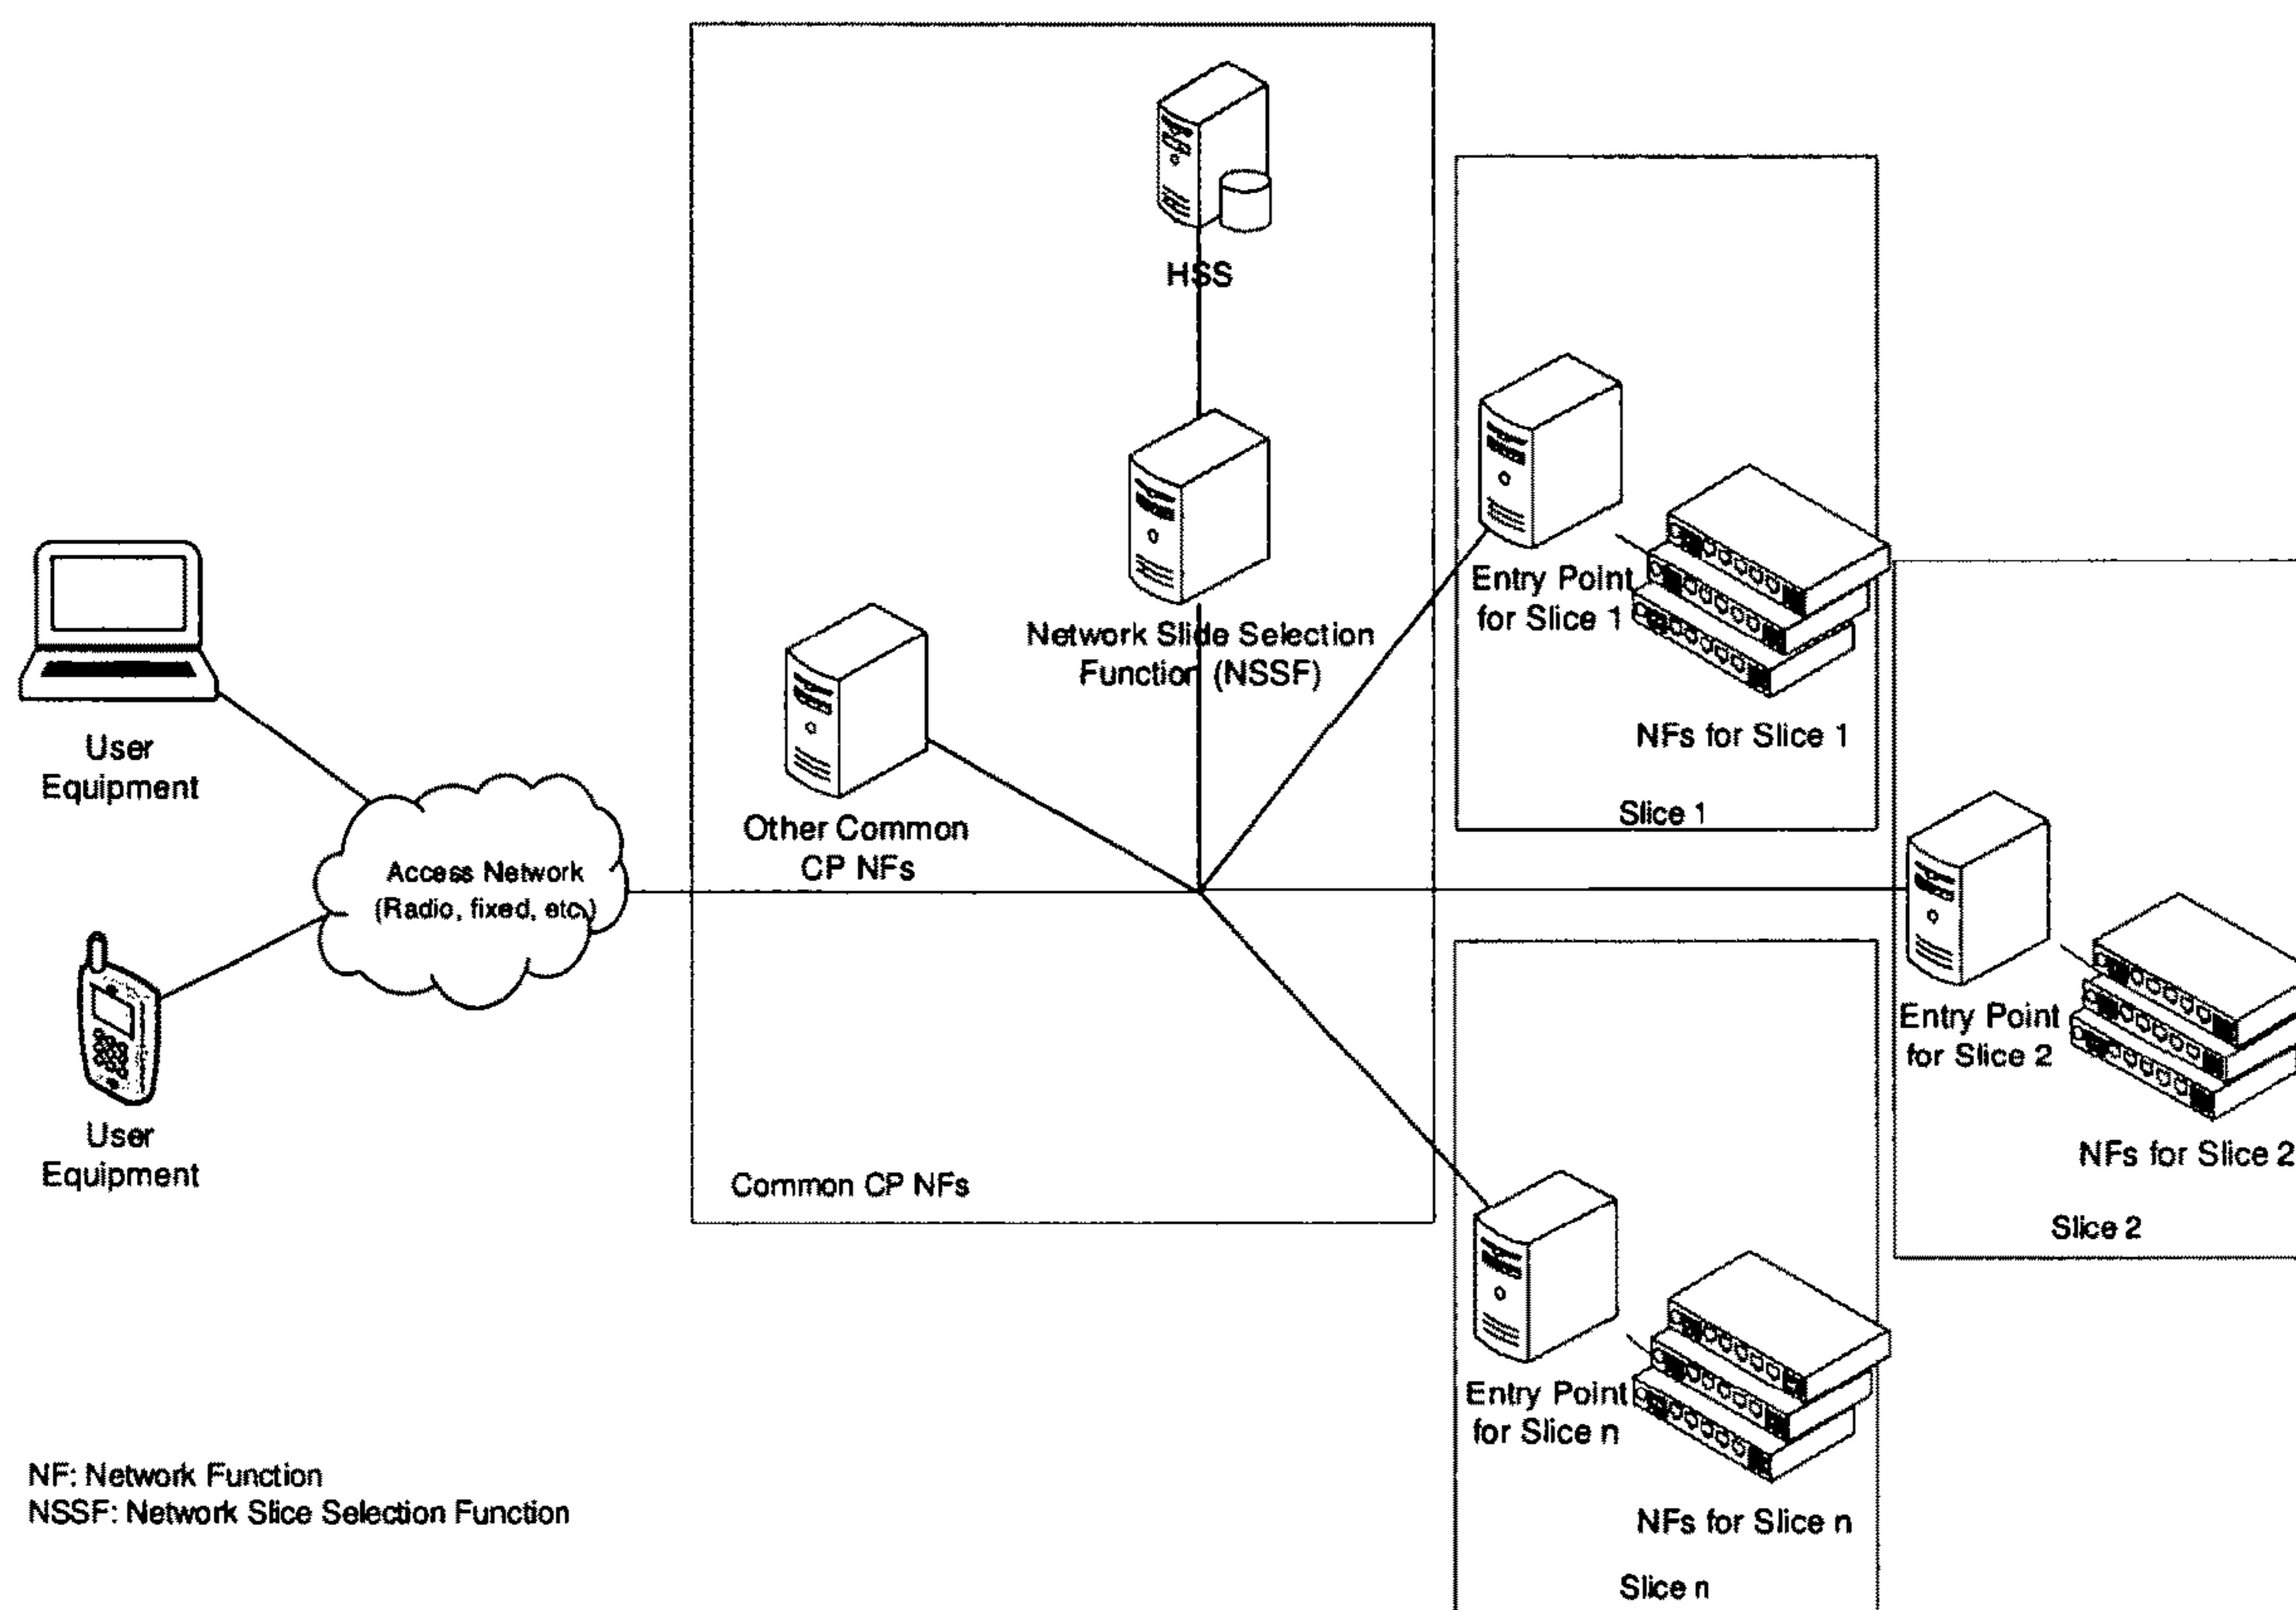 HSS
Network Slide Selection
Function (NSSF)
Other Common
CP NFs
Common CP NFs
User
Equipment
Access Network
(Radio, fixed, etc.)
User
Equipment
Entry Point
for Slice 1
NFs for Slice 1
Slice 1
Entry Point
for Slice 2
NFs for Slice 2
Slice 2
Entry Point
for Slice n
NFs for Slice n
Slice n
NF: Network Function
NSSF: Network Slice Selection Function